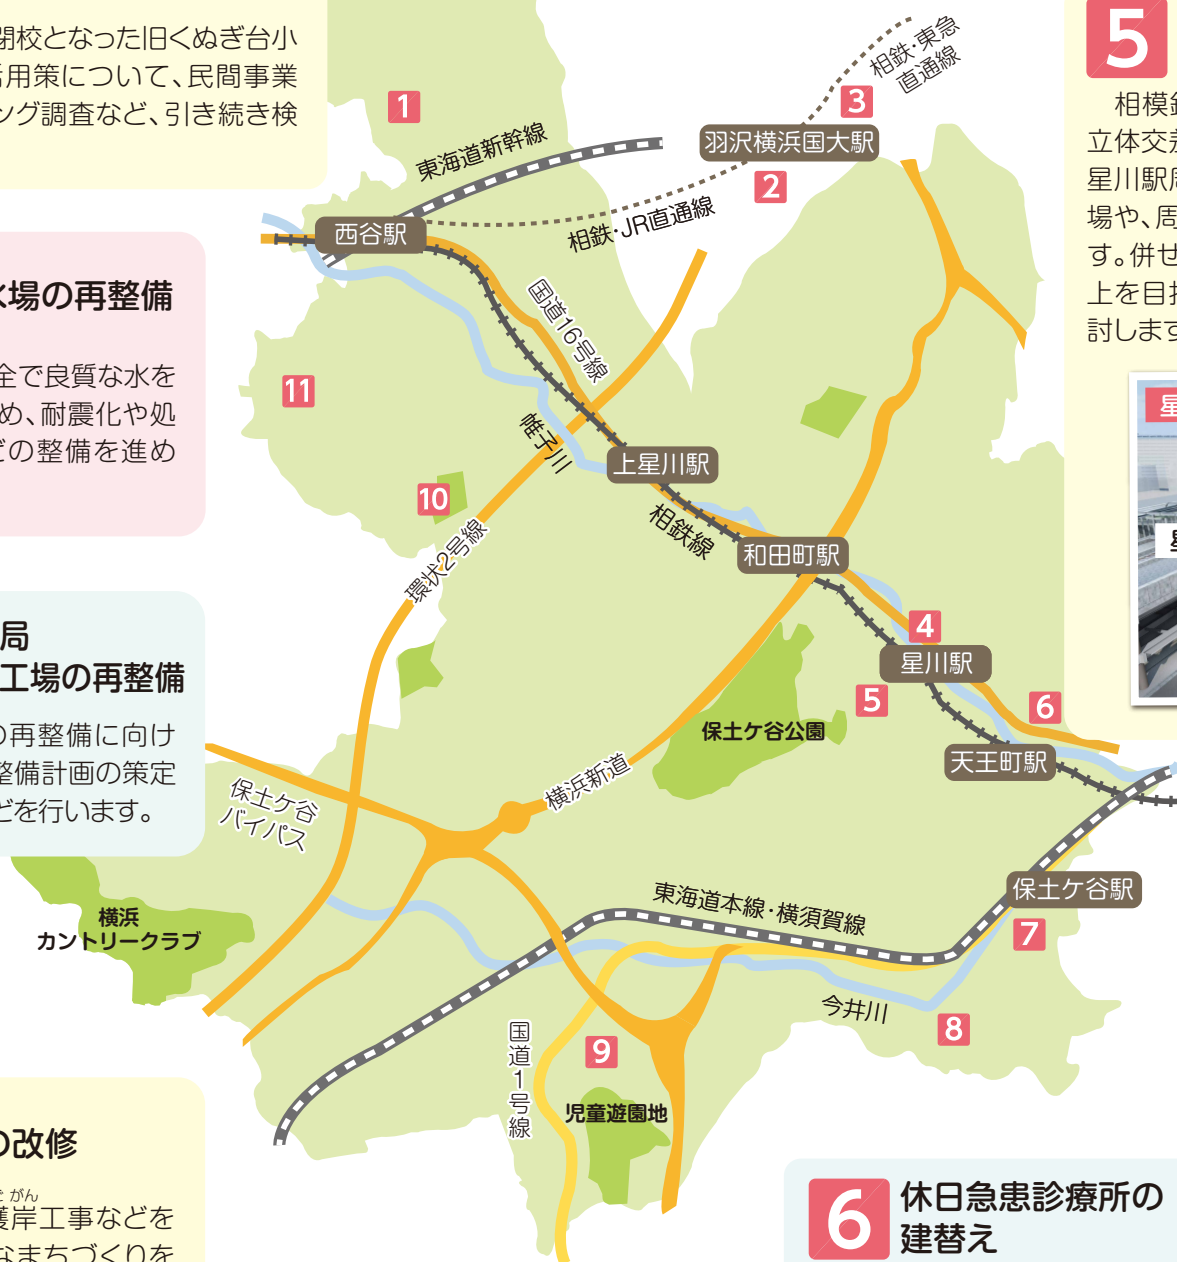 閉校となった旧くぬぎ台小
活用策について、民間事業
ング調査など、引き続き検
水場の再整備
全で良質な水を
め、耐震化や処
どの整備を進め
局
工場の再整備
の再整備に向け
整備計画の策定
どを行います。
の改修
ごがん
護岸工事などを
なまちづくりを
1
東海道新幹線
相鉄・東急
直通線
3
羽沢横浜国大駅
2
西谷駅
相鉄・JR直通線
国道16号線
11
帷子川
上星川駅
10
相鉄線
環状2号線
和田町駅
4
星川駅
5
6
保土ケ谷公園
天王町駅
横浜新道
保土ケ谷
バイパス
保土ケ谷駅
東海道本線・横須賀線
横浜
カントリークラブ
7
今井川
8
国道1号線
9
児童遊園地
5
相模鉄
立体交差
星川駅周
場や、周
す。併せ
上を目指
討します
星
星
6
休日急患診療所の
建替え